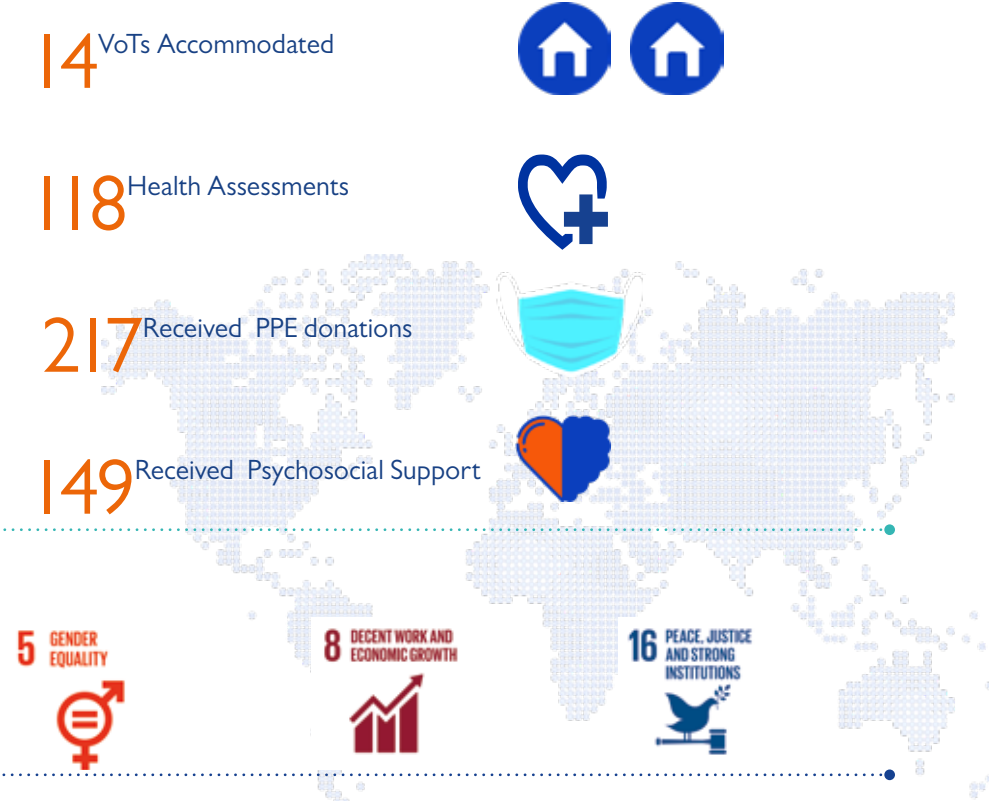 14 VoTs Accommodated
118 Health Assessments
217 Received PPE donations
149 Received Psychosocial Support
5 GENDER
EQUALITY
8 DECENT WORK AND
ECONOMIC GROWTH
16 PEACE, JUSTICE
AND STRONG
INSTITUTIONS